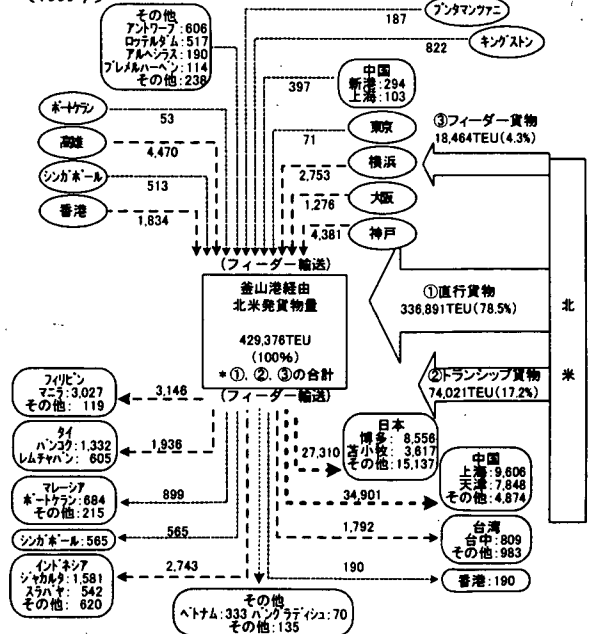 その他
アントワープ:606
ロッテルダム:517
アルヘシラス:190
ブレメルハーベン:114
その他:238
187
822
キングストン
397
中国
新港:294
上海:103
ポートケラン
53
高雄
4,470
シンガポール
513
香港
1,834
71
東京
2,753
横浜
1,276
大阪
4,381
神戸
③フィーダー貨物
18,464TEU(4.3%)
(フィーダー輸送)
釜山港経由
北米発貨物量
429,376TEU
(100%)
*①、②、③の合計
(フィーダー輸送)
①直行貨物
336,891TEU(78.5%)
②トランシップ貨物
74,021TEU(17.2%)
北
米
フィリピン
マニラ:3,027
その他: 119
3,146
タイ
バンコク:1,332
レムチャバン: 605
1,936
マレーシア
ポートケラン:684
その他:215
899
シンガポール:565
565
インドネシア
ジャカルタ:1,581
スラバヤ: 542
その他: 620
2,743
その他
ベトナム:333 バングラディシュ:70
その他:135
27,310
日本
博多: 8,556
苫小牧: 3,617
その他:15,137
34,901
中国
上海:9,606
天津:7,848
その他:4,874
1,792
台湾
台中:809
その他:983
190
香港:190